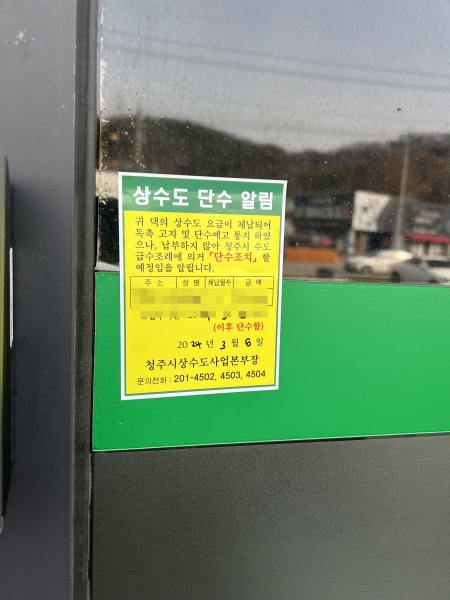 상수도 단수 알림
귀 댁의 상수도 요금이 체납되어
독촉 고지 및 단수예고 통지 하였
으나, 납부하지 않아 청주시 수도
급수조례에 의거 「단수조치」 할
예정임을 알립니다.
주 소 성 명 체납월수 금 액
(이후 단수함)
2024 년 3 월 6 일
청주시상수도사업본부장
문의전화 : 201-4502, 4503, 4504